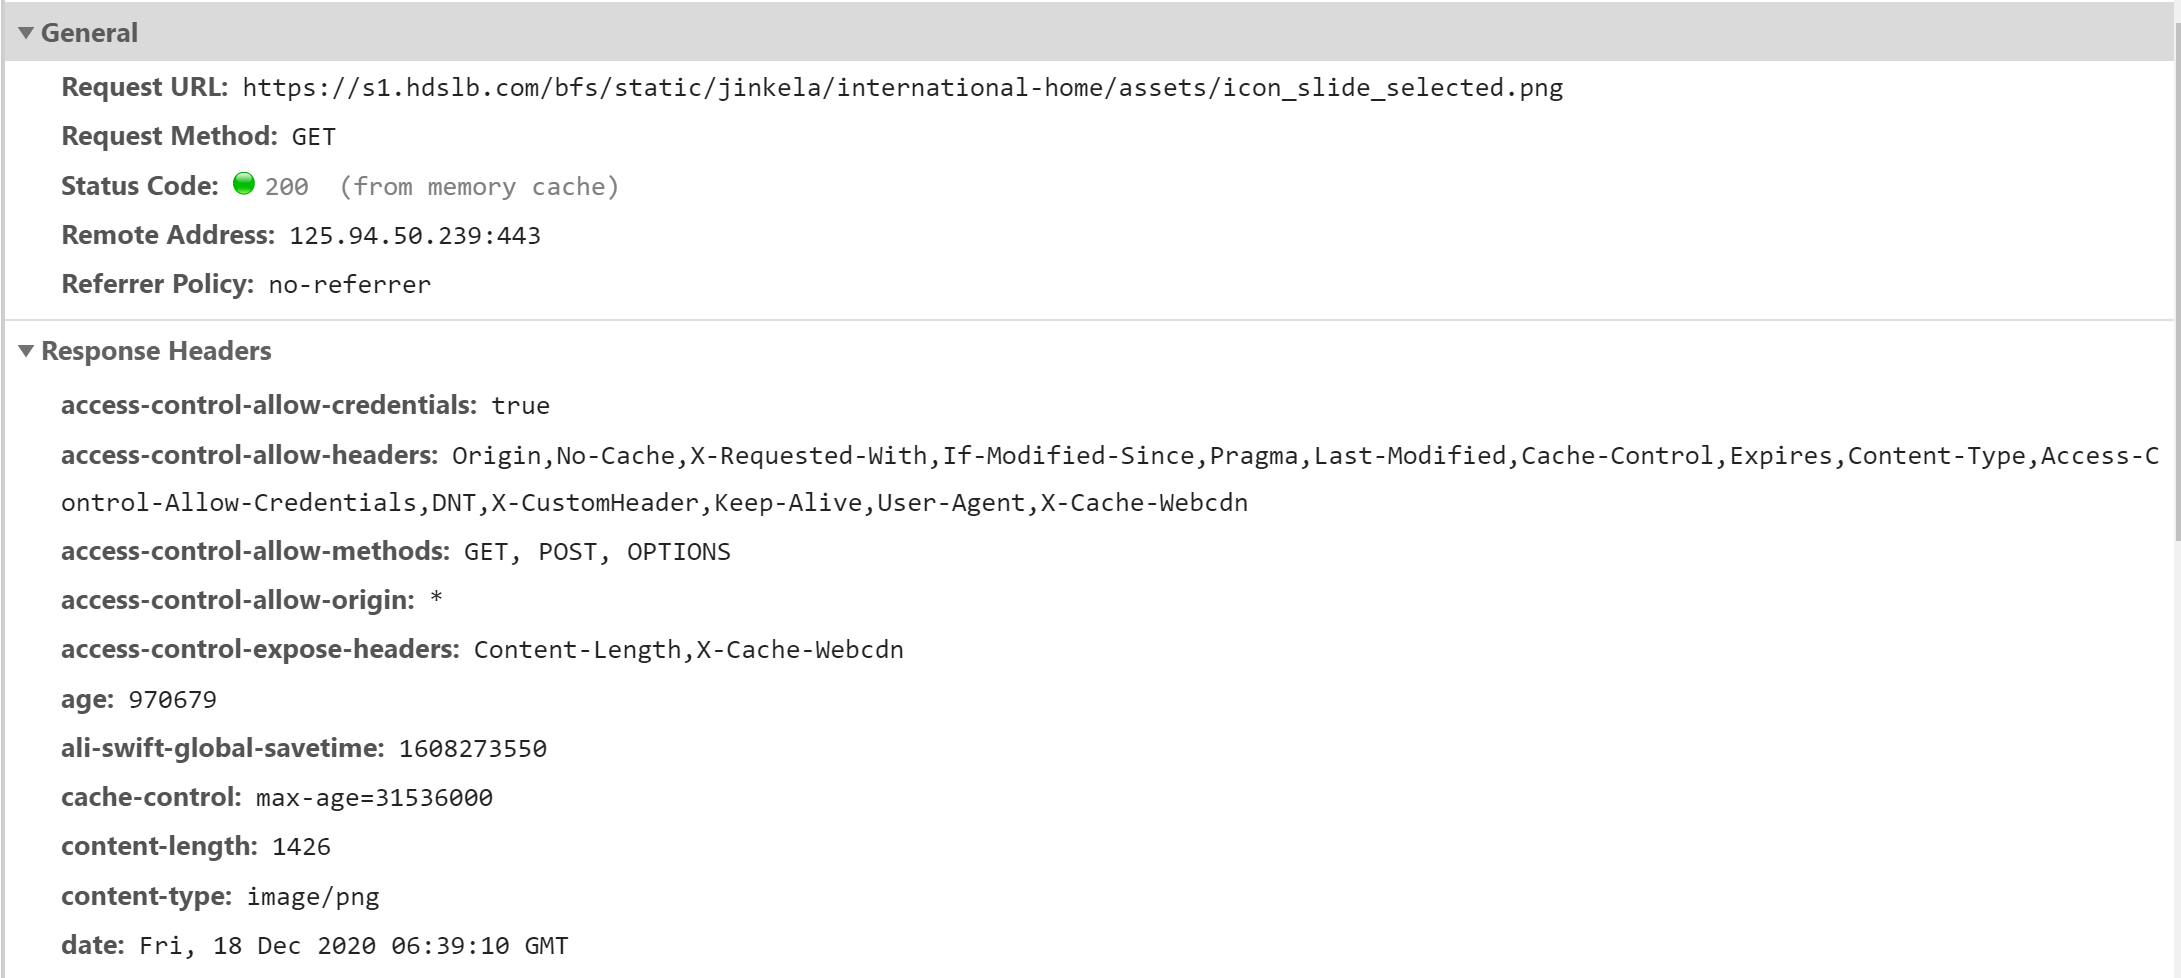 General
Request URL: https://s1.hdslb.com/bfs/static/jinkela/international-home/assets/icon_slide_selected.png
Request Method: GET
Status Code: 200 (from memory cache)
Remote Address: 125.94.50.239:443
Referrer Policy: no-referrer
Response Headers
access-control-allow-credentials: true
access-control-allow-headers: Origin,No-Cache,X-Requested-With,If-Modified-Since,Pragma,Last-Modified,Cache-Control,Expires,Content-Type,Access-C
ontrol-Allow-Credentials,DNT,X-CustomHeader,Keep-Alive,User-Agent,X-Cache-Webcdn
access-control-allow-methods: GET, POST, OPTIONS
access-control-allow-origin: *
access-control-expose-headers: Content-Length,X-Cache-Webcdn
age: 970679
ali-swift-global-savetime: 1608273550
cache-control: max-age=31536000
content-length: 1426
content-type: image/png
date: Fri, 18 Dec 2020 06:39:10 GMT